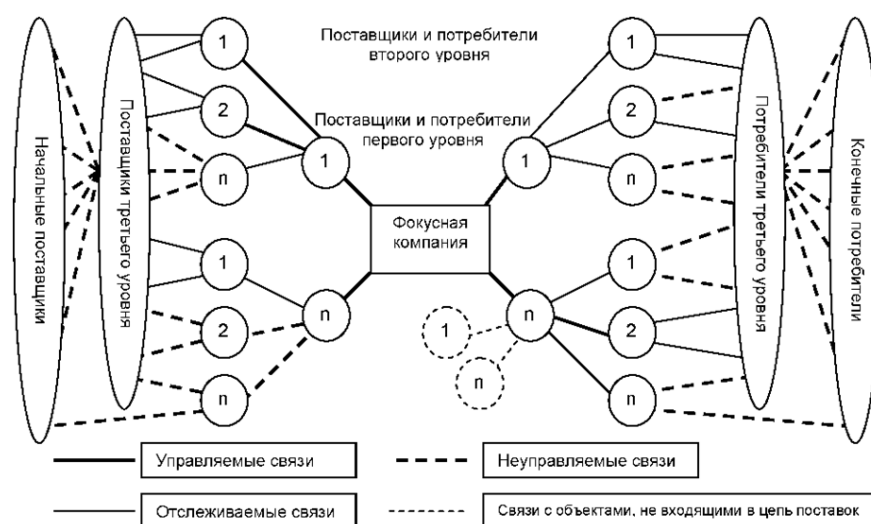 Поставщики и потребители
второго уровня
Поставщики и потребители
первого уровня
Начальные поставщики
Поставщики третьего уровня
1
2
n
1
2
n
1
n
Фокусная
компания
1
n
1
n
1
2
n
1
2
n
Потребители третьего уровня
Конечные потребители
Управляемые связи
Неуправляемые связи
Отслеживаемые связи
Связи с объектами, не входящими в цепь поставок